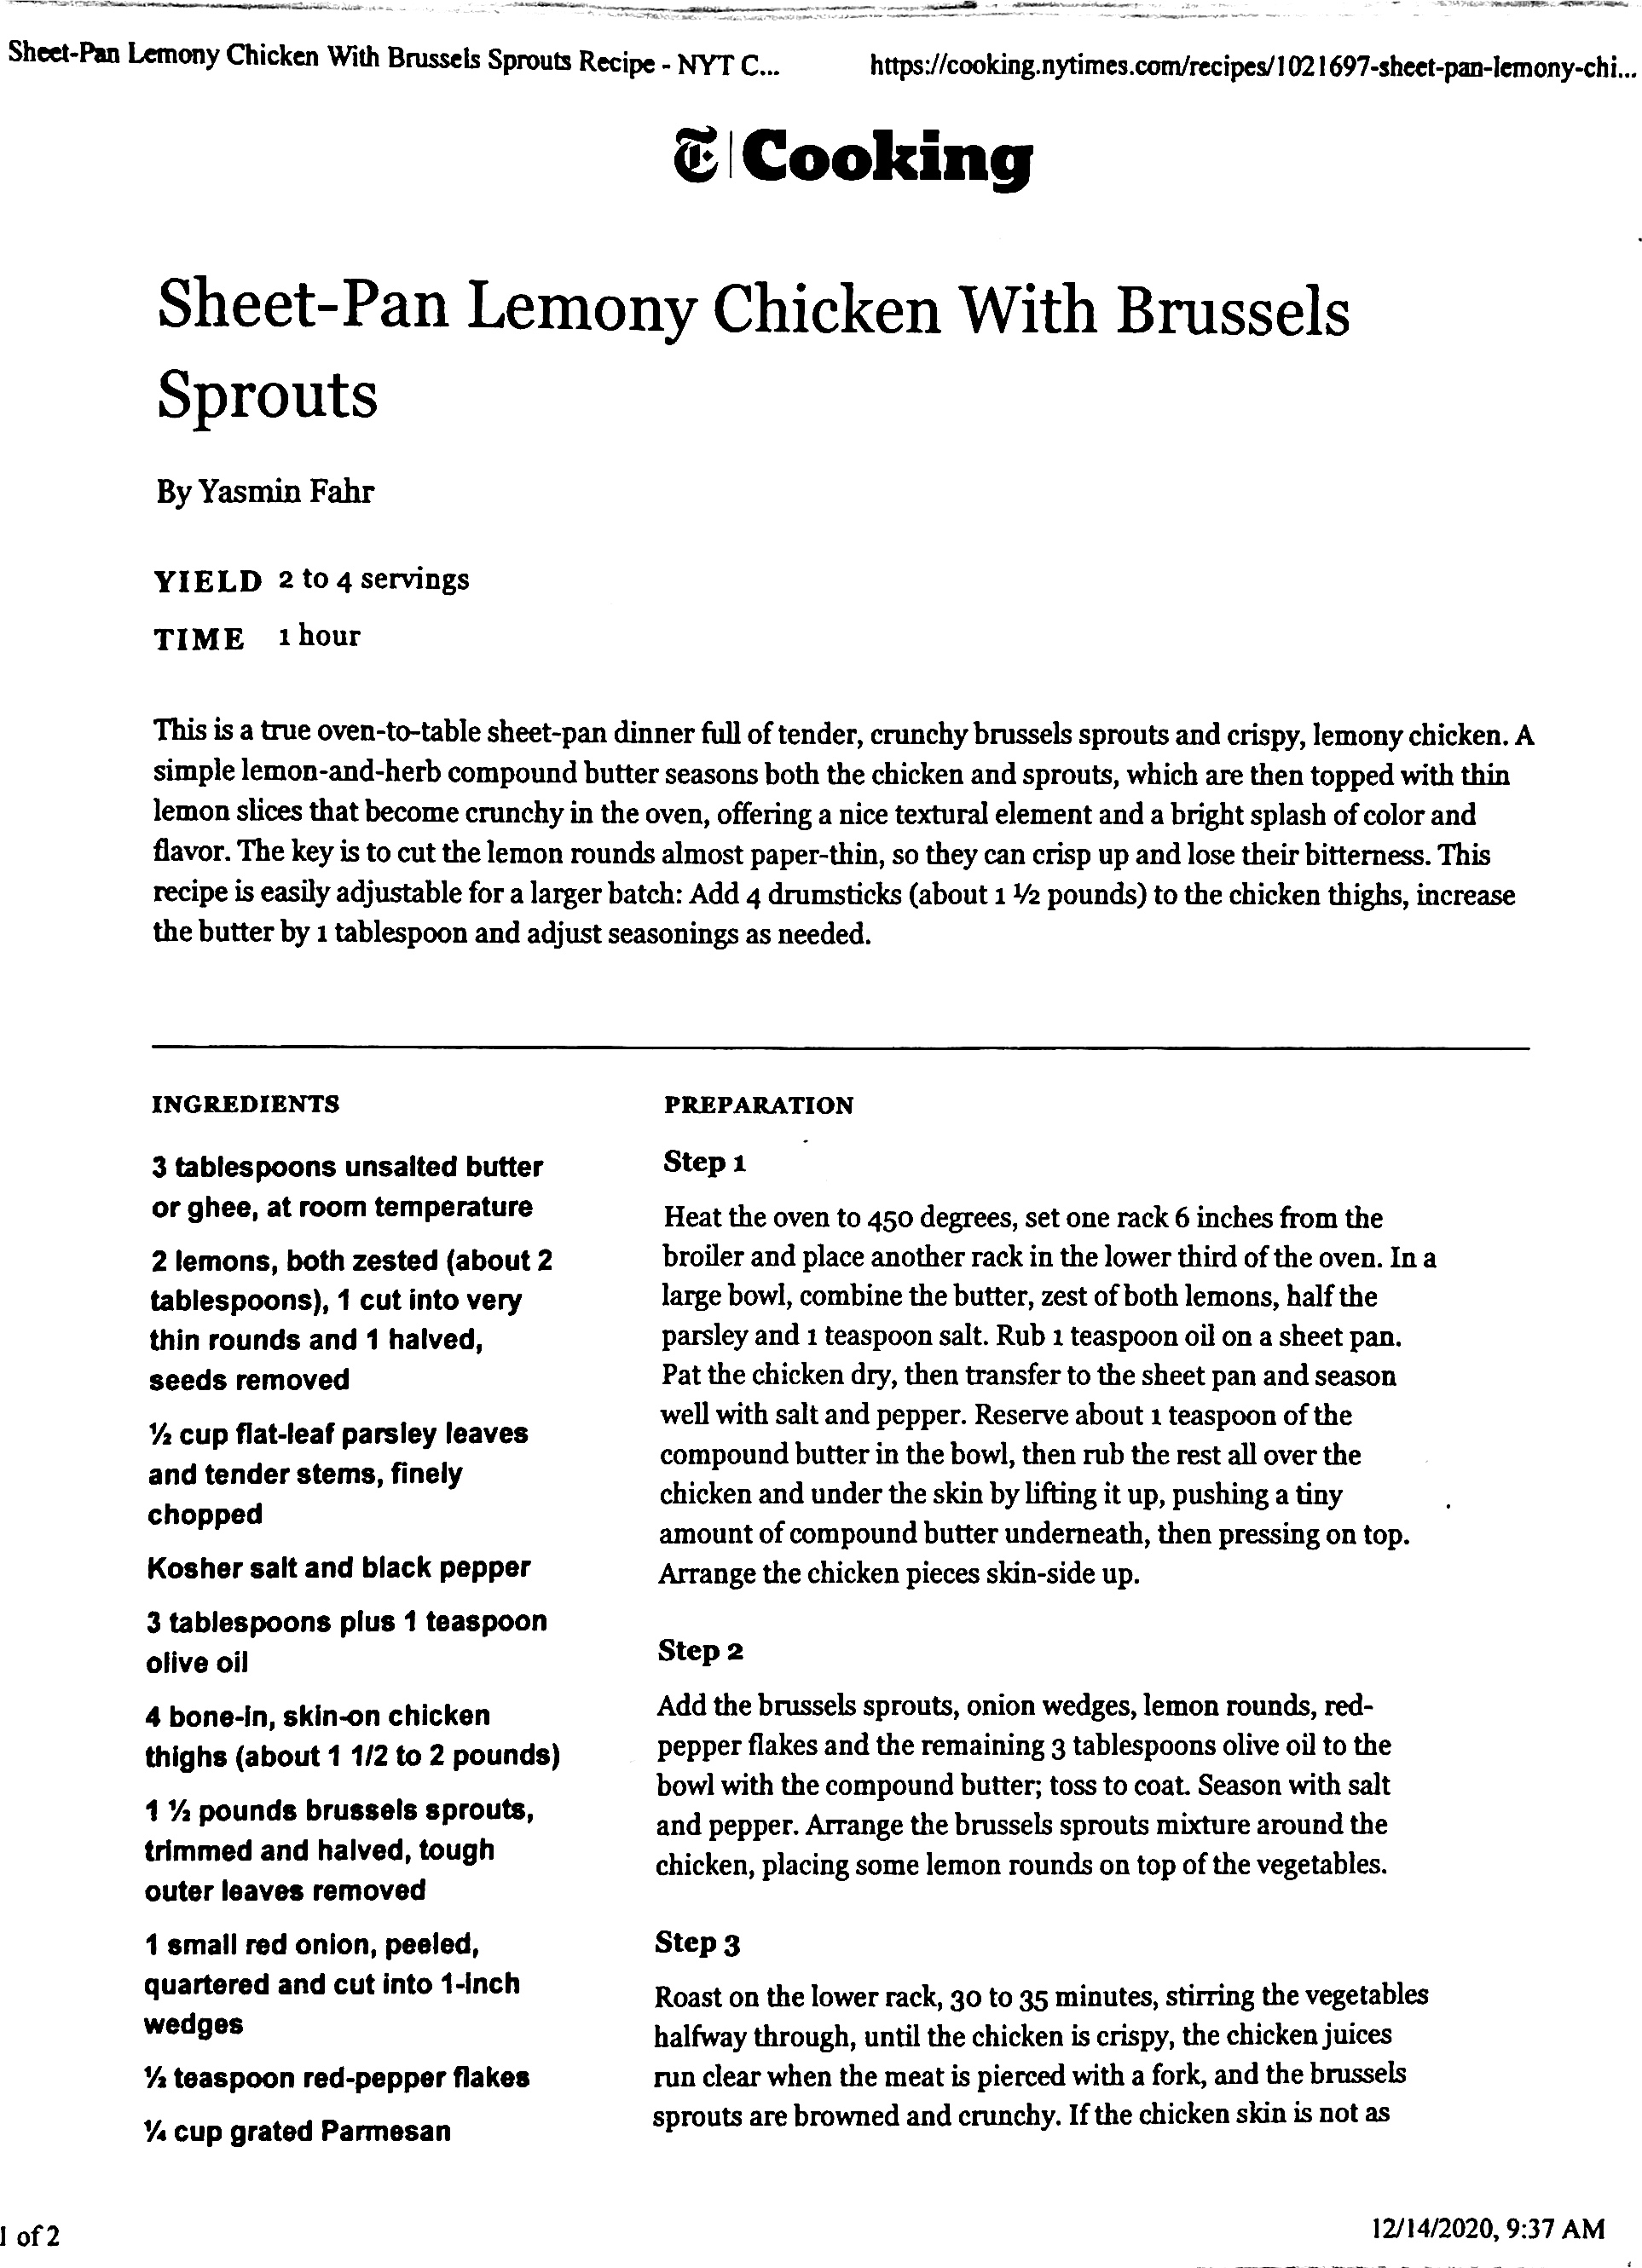 Sheet-Pan Lemony Chicken With Brussels Sprouts Recipe - NYT C...
https://cooking.nytimes.com/recipes/1021697-sheet-pan-lemony-chi...
T Cooking
Sheet-Pan Lemony Chicken With Brussels
Sprouts
By Yasmin Fahr
YIELD 2 to 4 servings
TIME 1 hour
This is a true oven-to-table sheet-pan dinner full of tender, crunchy brussels sprouts and crispy, lemony chicken. A
simple lemon-and-herb compound butter seasons both the chicken and sprouts, which are then topped with thin
lemon slices that become crunchy in the oven, offering a nice textural element and a bright splash of color and
flavor. The key is to cut the lemon rounds almost paper-thin, so they can crisp up and lose their bitterness. This
recipe is easily adjustable for a larger batch: Add 4 drumsticks (about 1 ½ pounds) to the chicken thighs, increase
the butter by 1 tablespoon and adjust seasonings as needed.
INGREDIENTS
3 tablespoons unsalted butter
or ghee, at room temperature
2 lemons, both zested (about 2
tablespoons), 1 cut into very
thin rounds and 1 halved,
seeds removed
½ cup flat-leaf parsley leaves
and tender stems, finely
chopped
Kosher salt and black pepper
3 tablespoons plus 1 teaspoon
olive oil
4 bone-in, skin-on chicken
thighs (about 1 1/2 to 2 pounds)
1 ½ pounds brussels sprouts,
trimmed and halved, tough
outer leaves removed
1 small red onion, peeled,
quartered and cut into 1-inch
wedges
½ teaspoon red-pepper flakes
¼ cup grated Parmesan
PREPARATION
Step 1
Heat the oven to 450 degrees, set one rack 6 inches from the
broiler and place another rack in the lower third of the oven. In a
large bowl, combine the butter, zest of both lemons, half the
parsley and 1 teaspoon salt. Rub 1 teaspoon oil on a sheet pan.
Pat the chicken dry, then transfer to the sheet pan and season
well with salt and pepper. Reserve about 1 teaspoon of the
compound butter in the bowl, then rub the rest all over the
chicken and under the skin by lifting it up, pushing a tiny
amount of compound butter underneath, then pressing on top.
Arrange the chicken pieces skin-side up.
Step 2
Add the brussels sprouts, onion wedges, lemon rounds, red-
pepper flakes and the remaining 3 tablespoons olive oil to the
bowl with the compound butter; toss to coat. Season with salt
and pepper. Arrange the brussels sprouts mixture around the
chicken, placing some lemon rounds on top of the vegetables.
Step 3
Roast on the lower rack, 30 to 35 minutes, stirring the vegetables
halfway through, until the chicken is crispy, the chicken juices
run clear when the meat is pierced with a fork, and the brussels
sprouts are browned and crunchy. If the chicken skin is not as
1 of 2
12/14/2020, 9:37 AM